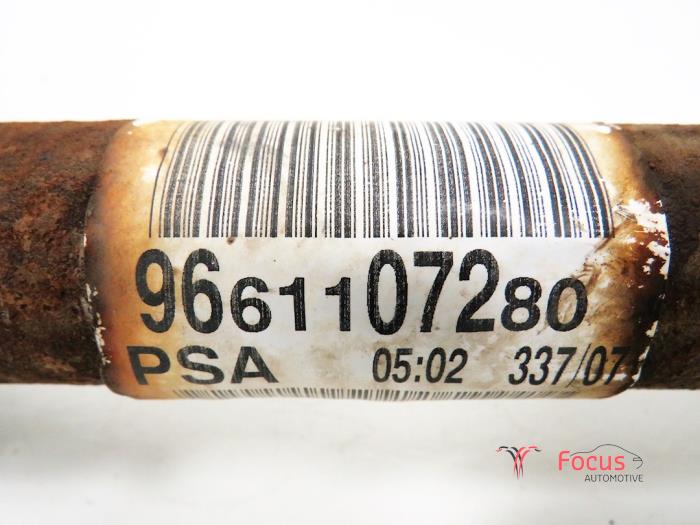 9661107280
PSA 05:02 337/07
Focus
AUTOMOTIVE